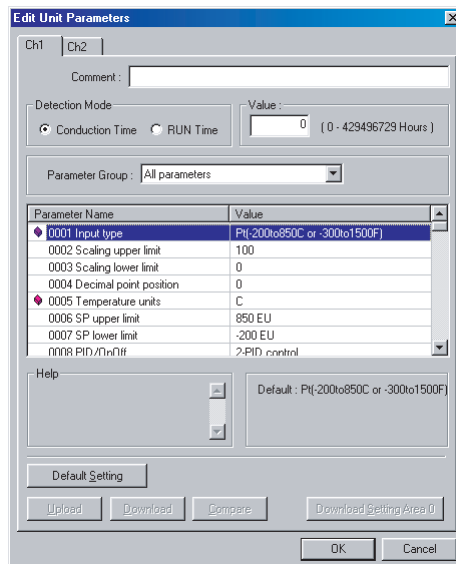 Edit Unit Parameters
Ch1 Ch2
Comment :
Detection Mode
Value :
Conduction Time RUN Time
0 ( 0 - 429496729 Hours )
Parameter Group : All parameters
Parameter Name Value
0001 Input type Pt(-200to850C or -300to1500F)
0002 Scaling upper limit 100
0003 Scaling lower limit 0
0004 Decimal point position 0
0005 Temperature units C
0006 SP upper limit 850 EU
0007 SP lower limit -200 EU
0008 PID/OnOff 2-PID control
Help
Default : Pt(-200to850C or -300to1500F)
Default Setting
Upload Download Compare Download Setting Area 0
OK Cancel